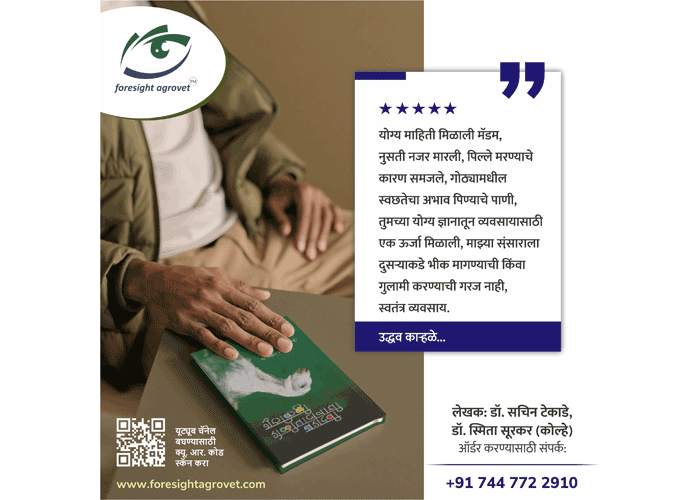 foresight agrovet
TM
योग्य माहिती मिळाली मॅडम,
नुसती नजर मारली, पिल्ले मरण्याचे
कारण समजले, गोठ्यामधील
स्वछतेचा अभाव पिण्याचे पाणी,
तुमच्या योग्य ज्ञानातून व्यवसायासाठी
एक ऊर्जा मिळाली, माझ्या संसाराला
दुसऱ्याकडे भीक मागण्याची किंवा
गुलामी करण्याची गरज नाही,
स्वतंत्र व्यवसाय.
उद्धव काऱ्हळे...
यूट्यूब चॅनेल
बघण्यासाठी
क्यू. आर. कोड
स्कॅन करा
www.foresightagrovet.com
लेखक: डॉ. सचिन टेकाडे,
डॉ. स्मिता सूरकर (कोल्हे)
ऑर्डर करण्यासाठी संपर्क:
+91 744 772 2910